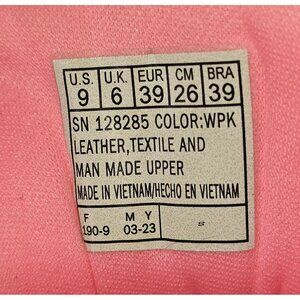 U.S. U.K. EUR CM BRA
9 6 39 26 39
SN 128285 COLOR:WPK
LEATHER,TEXTILE AND
MAN MADE UPPER
MADE IN VIETNAM/HECHO EN VIETNAM
F M Y
190-9 03-23